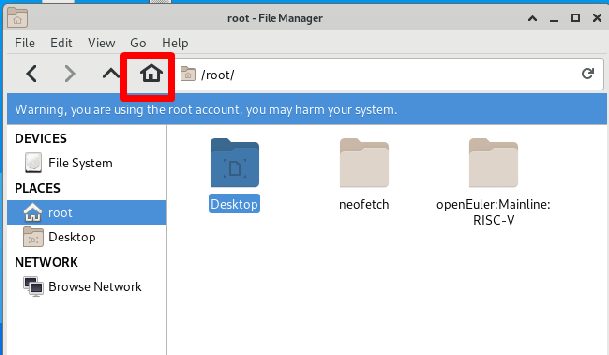 root - File Manager
File Edit View Go Help
/root/
Warning, you are using the root account, you may harm your system.
DEVICES
File System
PLACES
root
Desktop
NETWORK
Browse Network
Desktop
neofetch
openEuler:Mainline:
RISC-V